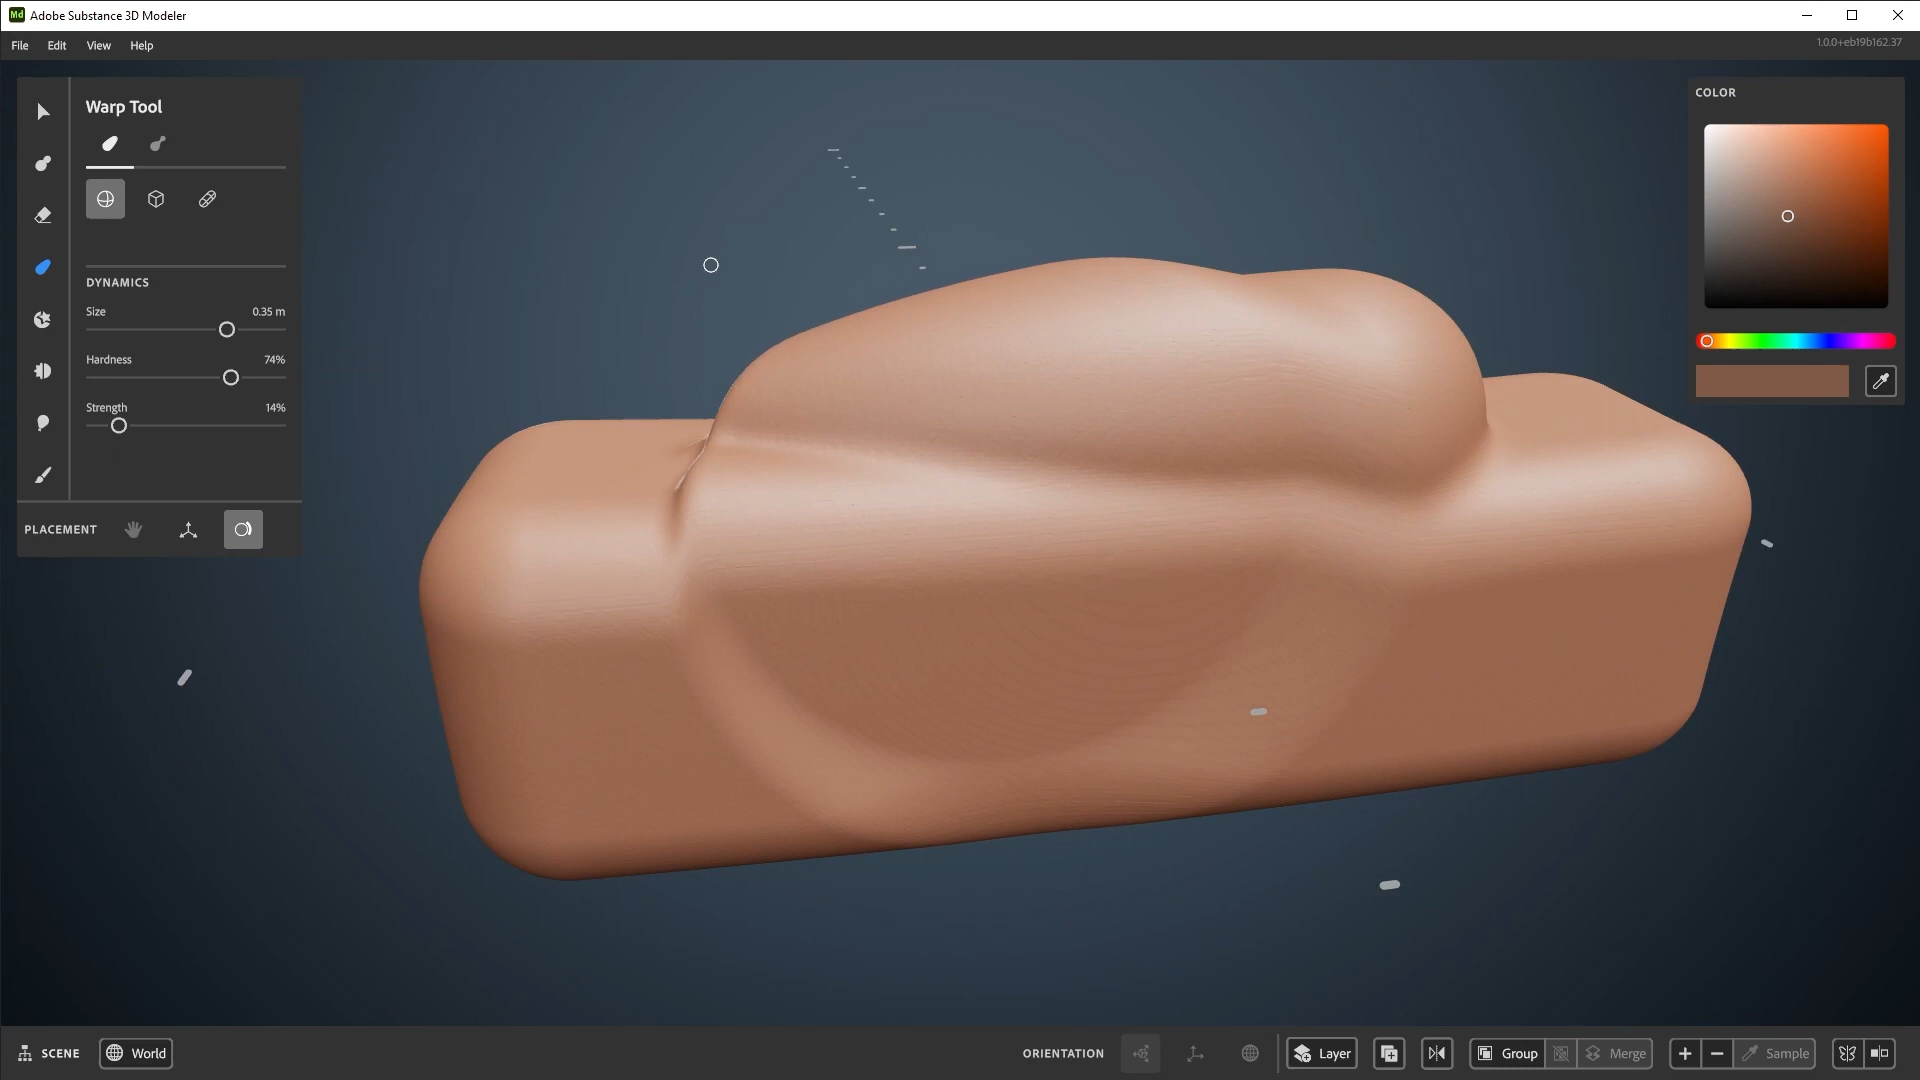 Md Adobe Substance 3D Modeler
File Edit View Help
1.0.0+eb19b162.37
Warp Tool
DYNAMICS
Size 0.35 m
Hardness 74%
Strength 14%
PLACEMENT
COLOR
SCENE World
ORIENTATION Layer Group Merge Sample